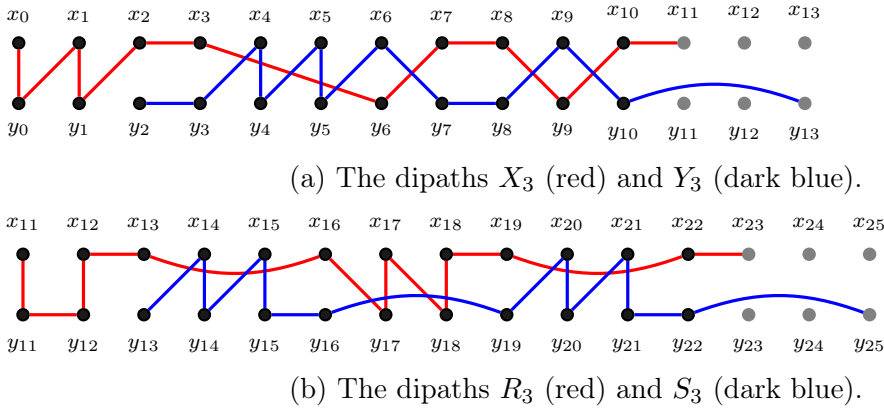 x₀ x₁ x₂ x₃ x₄ x₅ x₆ x₇ x₈ x₉ x₁₀ x₁₁ x₁₂ x₁₃
y₀ y₁ y₂ y₃ y₄ y₅ y₆ y₇ y₈ y₉ y₁₀ y₁₁ y₁₂ y₁₃
(a) The dipaths X₃ (red) and Y₃ (dark blue).
x₁₁ x₁₂ x₁₃ x₁₄ x₁₅ x₁₆ x₁₇ x₁₈ x₁₉ x₂₀ x₂₁ x₂₂ x₂₃ x₂₄ x₂₅
y₁₁ y₁₂ y₁₃ y₁₄ y₁₅ y₁₆ y₁₇ y₁₈ y₁₉ y₂₀ y₂₁ y₂₂ y₂₃ y₂₄ y₂₅
(b) The dipaths R₃ (red) and S₃ (dark blue).